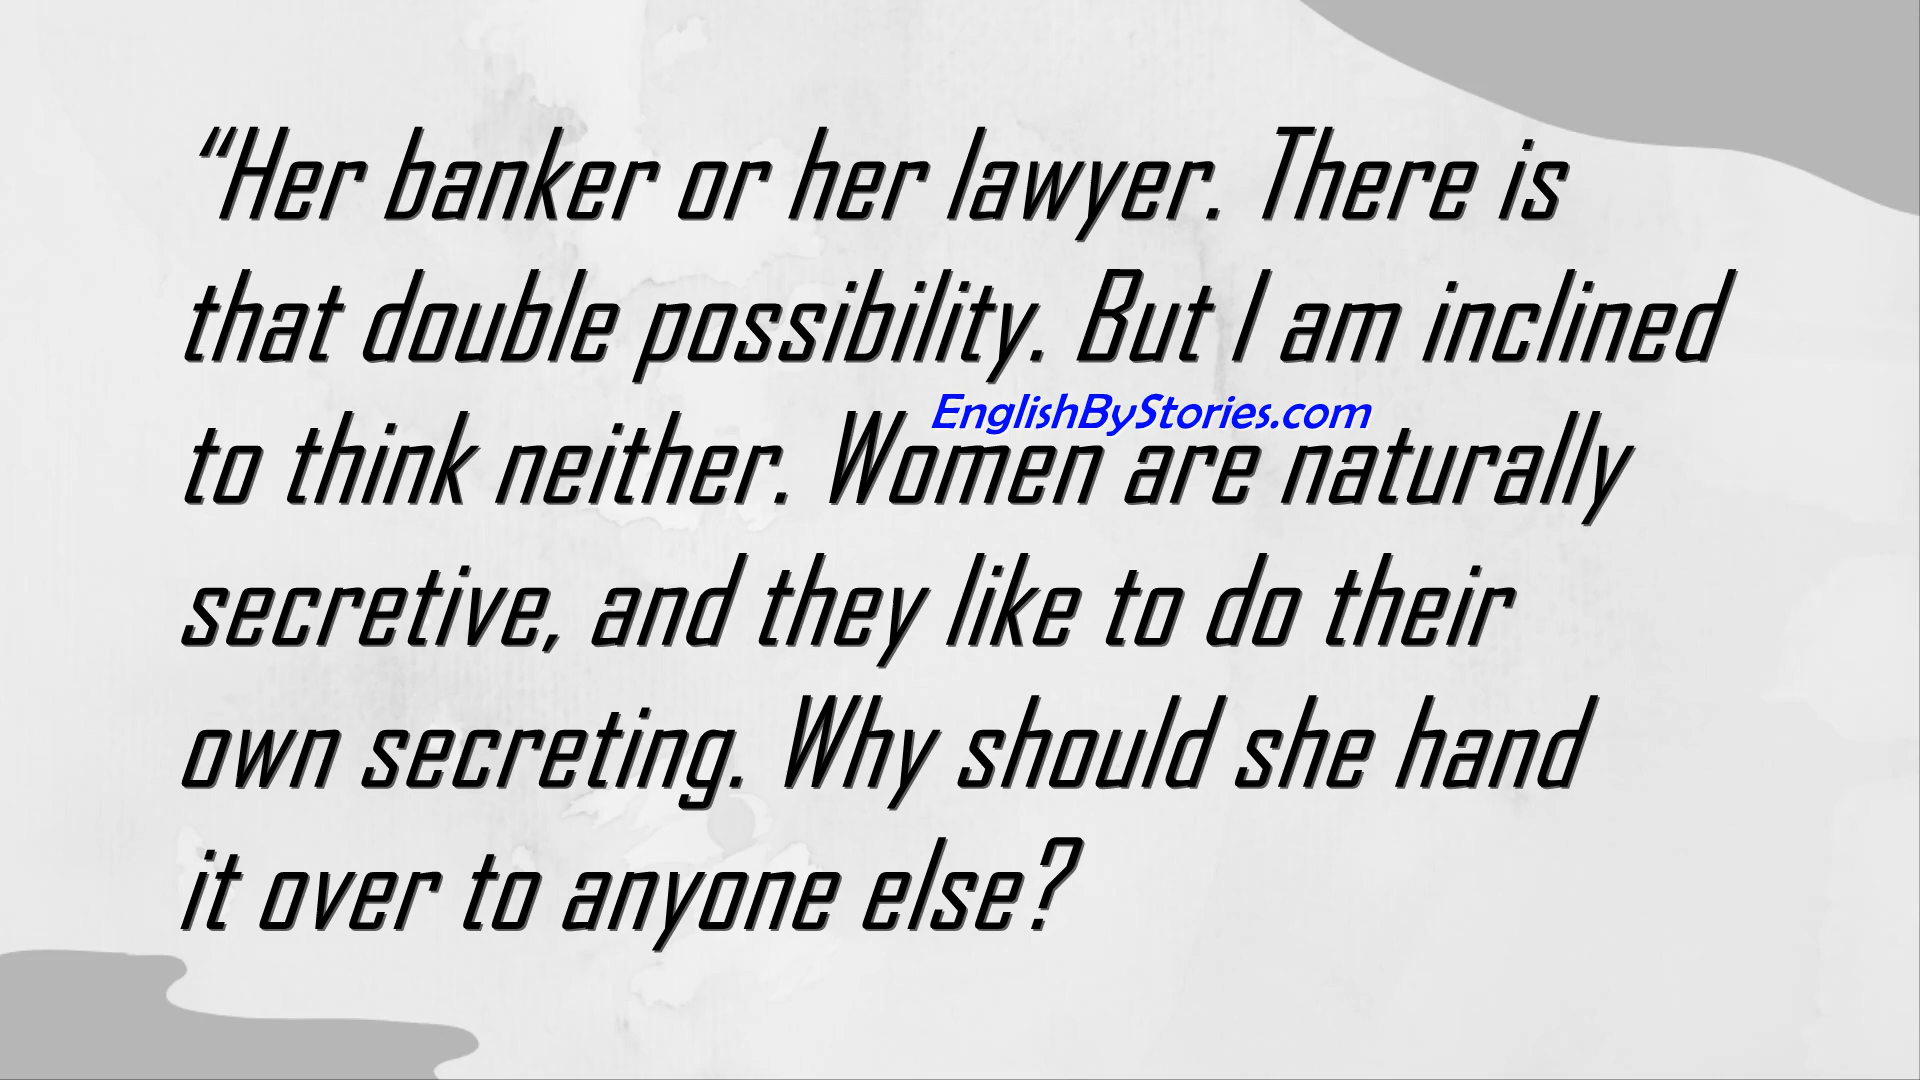 “Her banker or her lawyer. There is
that double possibility. But I am inclined
EnglishByStories.com
to think neither. Women are naturally
secretive, and they like to do their
own secreting. Why should she hand
it over to anyone else?